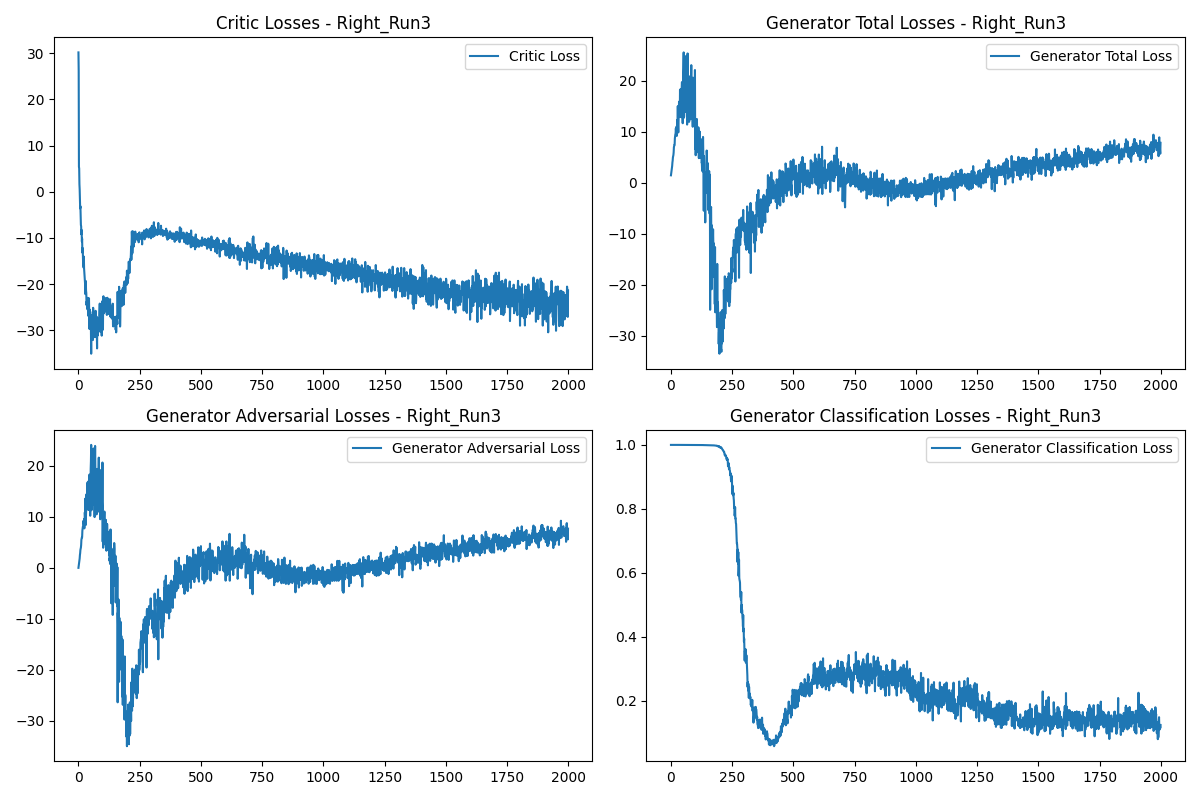 Critic Losses - Right_Run3
Critic Loss
30
20
10
0
−10
−20
−30
0 250 500 750 1000 1250 1500 1750 2000
Generator Total Losses - Right_Run3
Generator Total Loss
20
10
0
−10
−20
−30
0 250 500 750 1000 1250 1500 1750 2000
Generator Adversarial Losses - Right_Run3
Generator Adversarial Loss
20
10
0
−10
−20
−30
0 250 500 750 1000 1250 1500 1750 2000
Generator Classification Losses - Right_Run3
Generator Classification Loss
1.0
0.8
0.6
0.4
0.2
0 250 500 750 1000 1250 1500 1750 2000